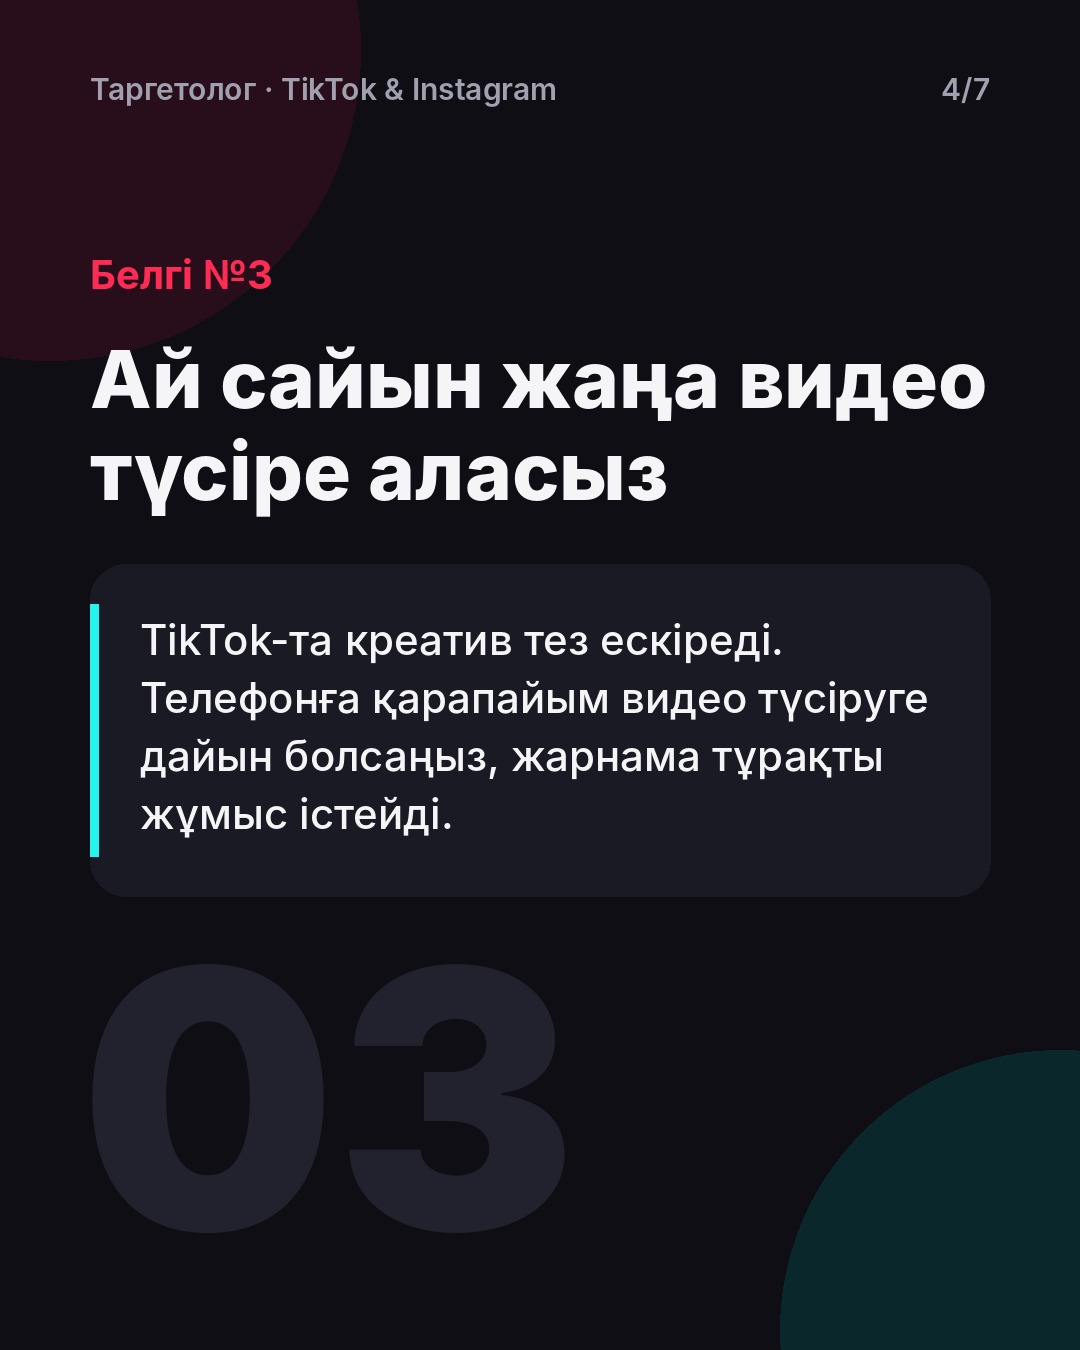 Таргетолог · TikTok & Instagram
4/7
Белгі №3
Ай сайын жаңа видео
түсіре аласыз
TikTok-та креатив тез ескіреді.
Телефонға қарапайым видео түсіруге
дайын болсаңыз, жарнама тұрақты
жұмыс істейді.
03